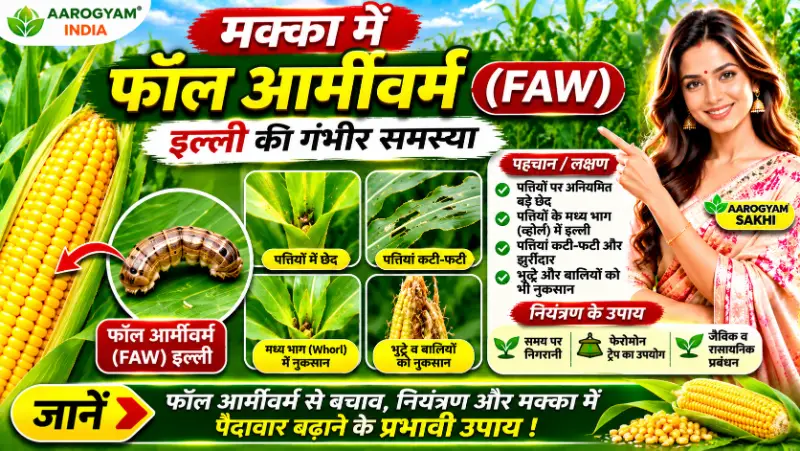 AAROGYAM®
INDIA
मक्का में
फॉल आर्मीवर्म (FAW)
इल्ली की गंभीर समस्या
पहचान / लक्षण
पत्तियों पर अनियमित
बड़े छेद
पत्तियों के मध्य भाग
(व्होर्ल) में इल्ली
पत्तियां कटी-फटी और
झुर्रीदार
भुट्टे और बालियों को
भी नुकसान
AAROGYAM
SAKHI
पत्तियों में छेद
पत्तियां कटी-फटी
फॉल आर्मीवर्म
(FAW) इल्ली
मध्य भाग (Whorl)
में नुकसान
भुट्टे व बालियों
को नुकसान
नियंत्रण के उपाय
समय पर
निगरानी
फेरोमोन
ट्रैप का उपयोग
जैविक व
रासायनिक
प्रबंधन
जानें
फॉल आर्मीवर्म से बचाव, नियंत्रण और मक्का में
पैदावार बढ़ाने के प्रभावी उपाय !